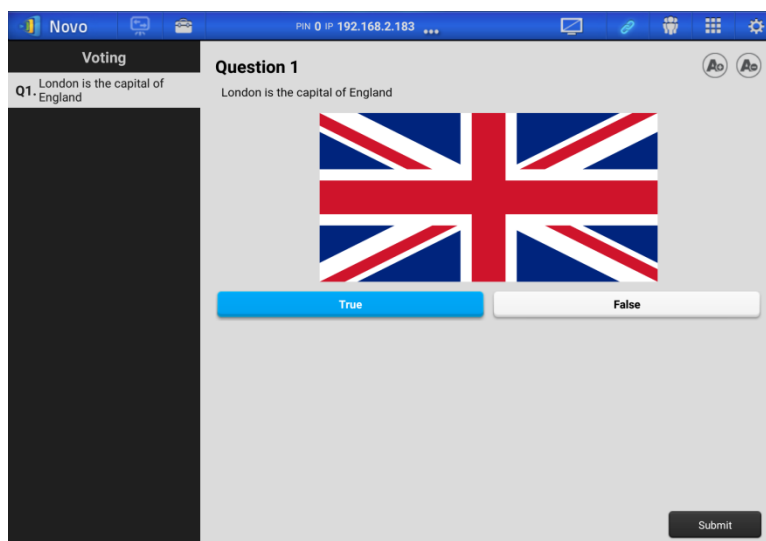 Novo
PIN 0 IP 192.168.2.183 ...
Voting
Q1. London is the capital of
England
Question 1
London is the capital of England
True
False
Submit